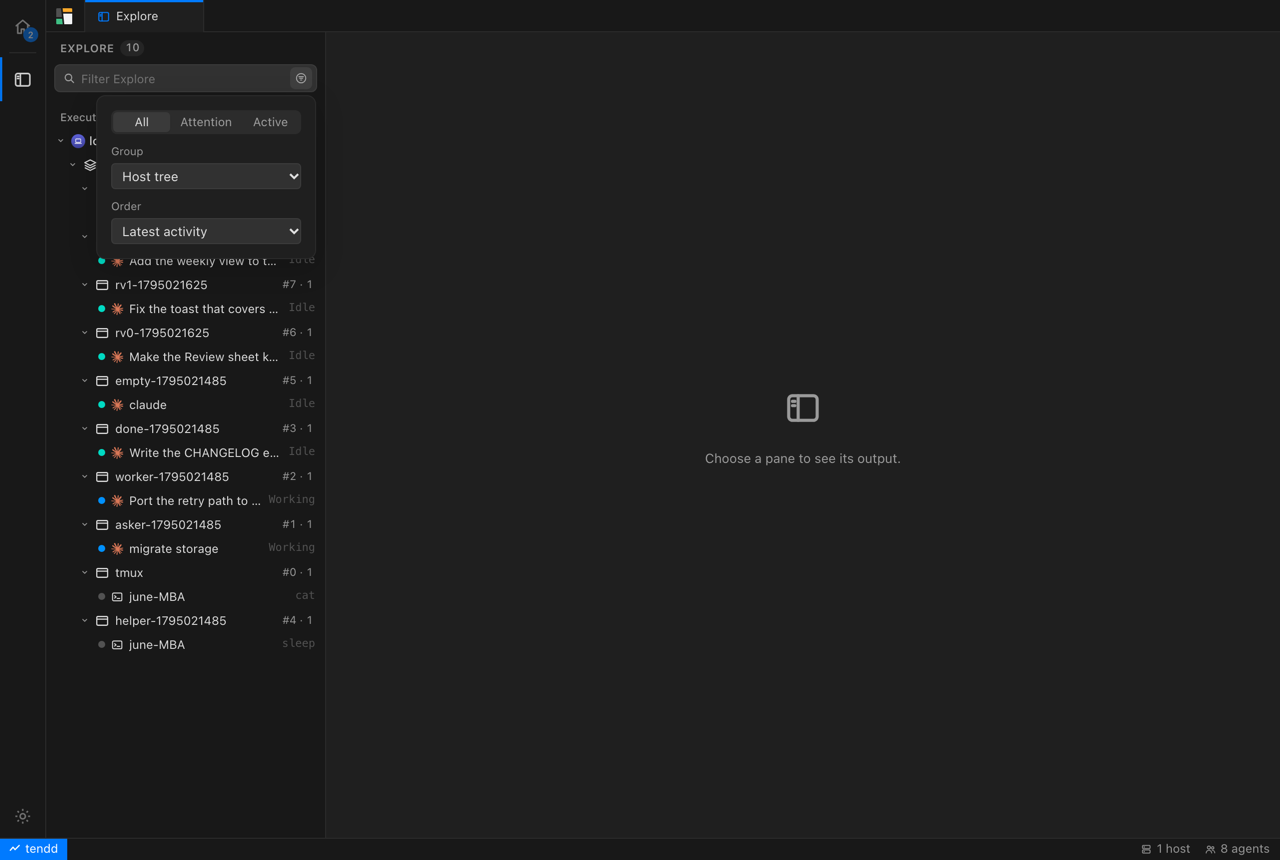 2
Explore
EXPLORE 10
Filter Explore
Execut
All Attention Active
Group
Host tree
Order
Latest activity
Add the weekly view to t... Idle
rv1-1795021625 #7 · 1
Fix the toast that covers ... Idle
rv0-1795021625 #6 · 1
Make the Review sheet k... Idle
empty-1795021485 #5 · 1
claude Idle
done-1795021485 #3 · 1
Write the CHANGELOG e... Idle
worker-1795021485 #2 · 1
Port the retry path to ... Working
asker-1795021485 #1 · 1
migrate storage Working
tmux #0 · 1
june-MBA cat
helper-1795021485 #4 · 1
june-MBA sleep
Choose a pane to see its output.
tendd
1 host 8 agents